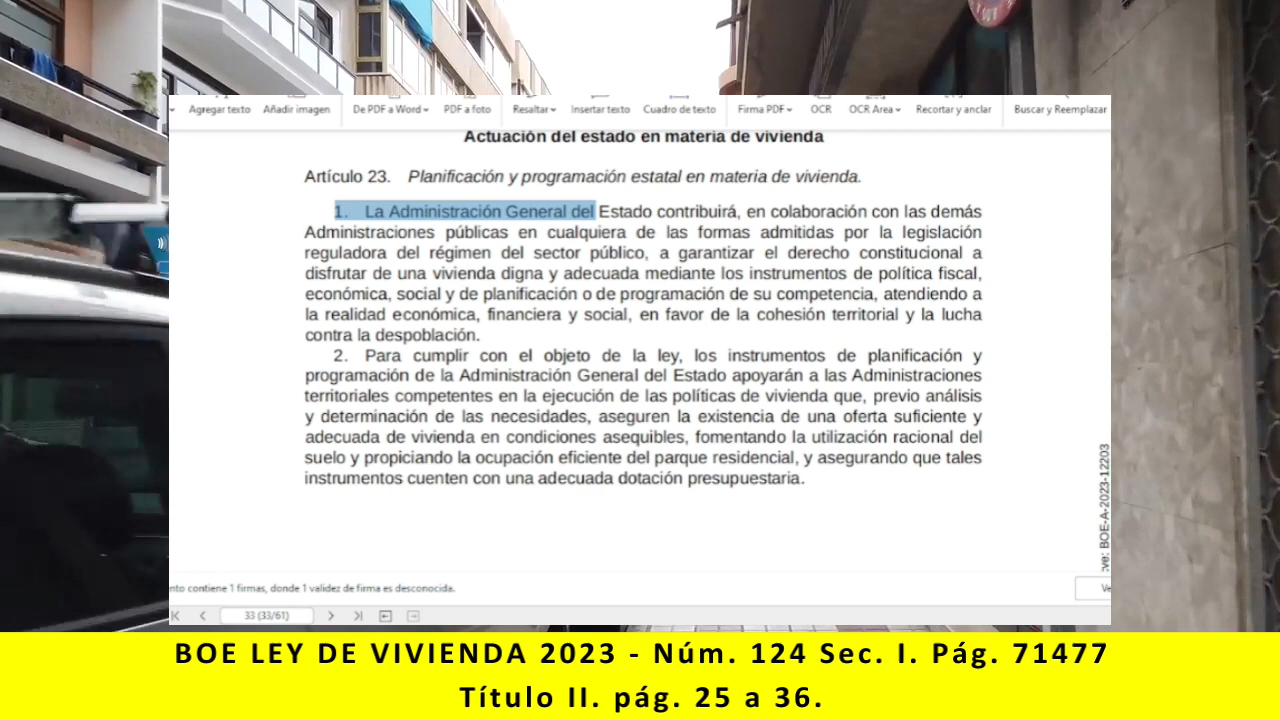 Agregar texto Añadir imagen De PDF a Word PDF a foto Resaltar Insertar texto Cuadro de texto Firma PDF OCR OCR Area Recortar y anclar Buscar y Reemplazar
Actuación del estado en materia de vivienda
Artículo 23. Planificación y programación estatal en materia de vivienda.
1. La Administración General del Estado contribuirá, en colaboración con las demás
Administraciones públicas en cualquiera de las formas admitidas por la legislación
reguladora del régimen del sector público, a garantizar el derecho constitucional a
disfrutar de una vivienda digna y adecuada mediante los instrumentos de política fiscal,
económica, social y de planificación o de programación de su competencia, atendiendo a
la realidad económica, financiera y social, en favor de la cohesión territorial y la lucha
contra la despoblación.
2. Para cumplir con el objeto de la ley, los instrumentos de planificación y
programación de la Administración General del Estado apoyarán a las Administraciones
territoriales competentes en la ejecución de las políticas de vivienda que, previo análisis
y determinación de las necesidades, aseguren la existencia de una oferta suficiente y
adecuada de vivienda en condiciones asequibles, fomentando la utilización racional del
suelo y propiciando la ocupación eficiente del parque residencial, y asegurando que tales
instrumentos cuenten con una adecuada dotación presupuestaria.
ve: BOE-A-2023-12203
nto contiene 1 firmas, donde 1 validez de firma es desconocida.
Ve
33 (33/61)
BOE LEY DE VIVIENDA 2023 - Núm. 124 Sec. I. Pág. 71477
Título II. pág. 25 a 36.